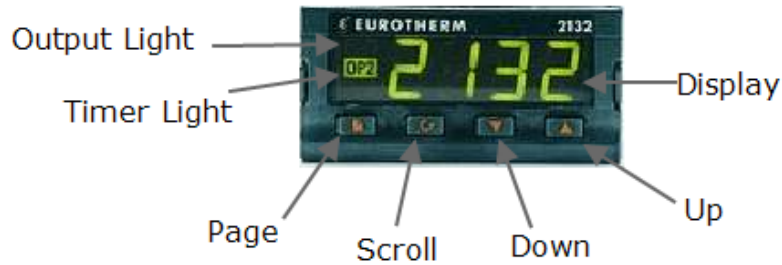 Output Light
Timer Light
ε EUROTHERM 2132
OP2 2132
Display
Page
Scroll
Down
Up